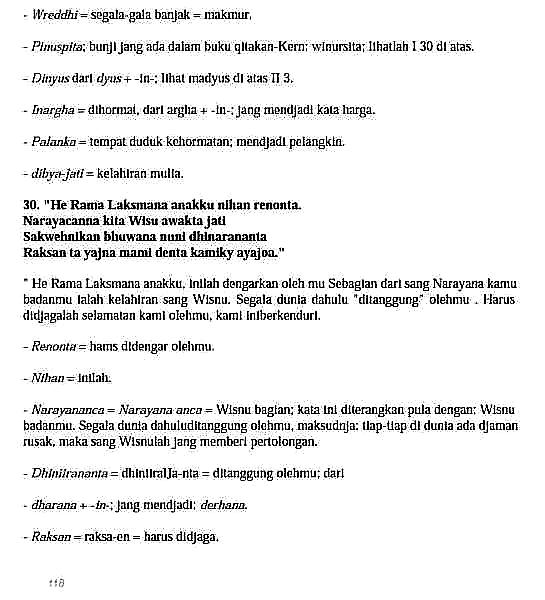 - Wreddhi = segala-gala banjak = makmur.
- Pinuspita; bunji jang ada dalam buku qitakan-Kern: winursita; lihatlah I 30 di atas.
- Dinyus dari dyus + -in-; lihat madyus di atas II 3.
- Inargha = dihormai, dari argha + -in-; jang mendjadi kata harga.
- Palanka = tempat duduk kehormatan; mendjadi pelangkin.
- dibya-jati = kelahiran mulia.
30. "He Rama Laksmana anakku nihan renonta.
Narayacanna kita Wisu awakta jati
Sakwehnikan bhuwana nuni dhinarananta
Raksan ta yajna mami denta kamiky ayajoa."
" He Rama Laksmana anakku, inilah dengarkan oleh mu Sebagian dari sang Narayana kamu
badanmu ialah kelahiran sang Wisnu. Segala dunia dahulu "ditanggung" olehmu . Harus
didjagalah selamatan kami olehmu, kami iniberkenduri.
- Renonta = hams didengar olehmu.
- Nihan = inilah.
- Narayananca = Narayana anca = Wisnu bagian; kata ini diterangkan pula dengan: Wisnu
badanmu. Segala dunia dahuluditanggung olehmu, maksudnja: tiap-tiap di dunia ada djaman
rusak, maka sang Wisnulah jang memberi pertolongan.
- Dhiniirananta = dhiniiralJa-nta = ditanggung olehmu; dari
- dharana + -in-; jang mendjadi; derhana.
- Raksan = raksa-en = harus didjaga.
118